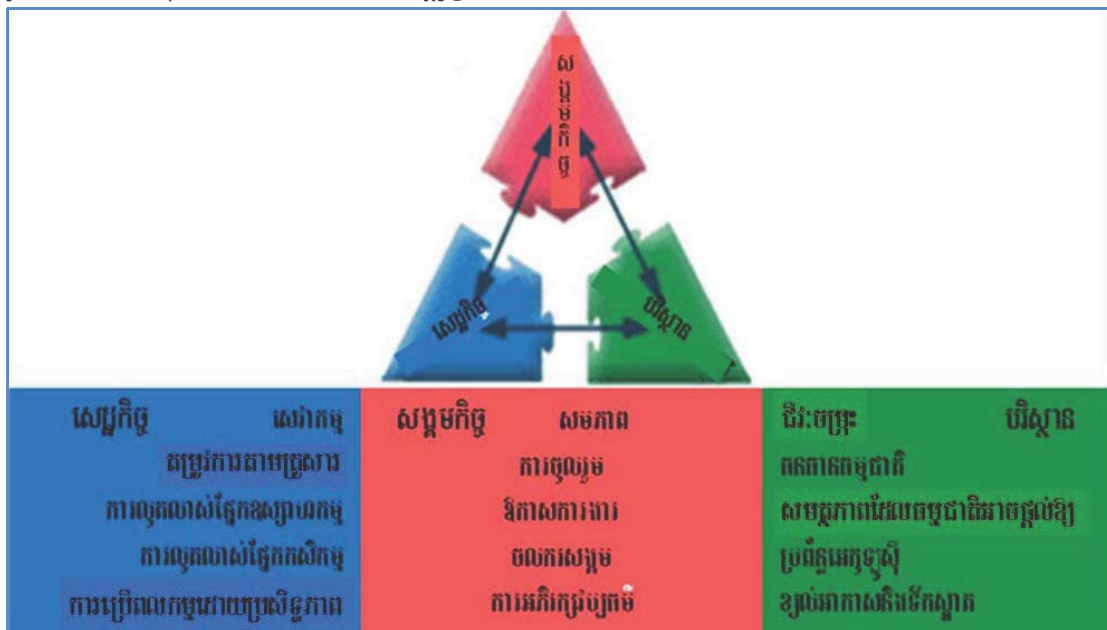 សង្គមកិច្ច
សេដ្ឋកិច្ច
បរិស្ថាន
សេដ្ឋកិច្ច សេវាកម្ម
តម្រូវការតាមគ្រួសារ
ការលូតលាស់ផ្នែកឧស្សាហកម្ម
ការលូតលាស់ផ្នែកកសិកម្ម
ការប្រើពលកម្មដោយប្រសិទ្ធភាព
សង្គមកិច្ច សមភាព
ការចូលរួម
ឱកាសការងារ
ចលករសង្គម
ការអភិរក្សវប្បធម៌
ជីវៈចម្រុះ បរិស្ថាន
ធនធានធម្មជាតិ
សមត្ថភាពដែលធម្មជាតិអាចផ្តល់ឱ្យ
ប្រព័ន្ធអេកូឡូស៊ី
ខ្យល់អាកាសនិងទឹកស្អាត